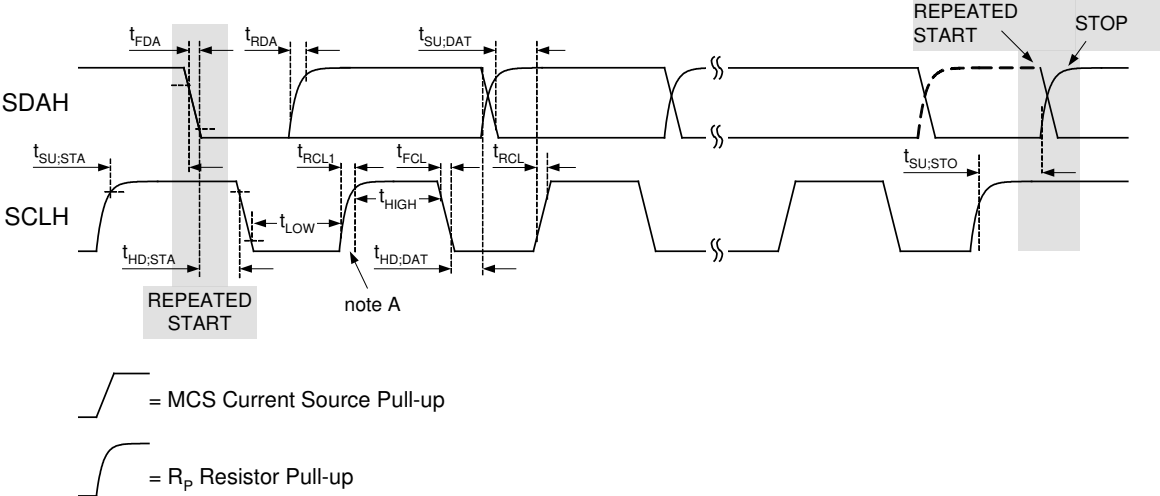 REPEATED
START
STOP
tFDA
tRDA
tSU;DAT
SDAH
tSU;STA
tRCL1
tFCL
tRCL
tSU;STO
SCLH
tLOW
tHIGH
tHD;STA
tHD;DAT
REPEATED
START
note A
= MCS Current Source Pull-up
= RP Resistor Pull-up